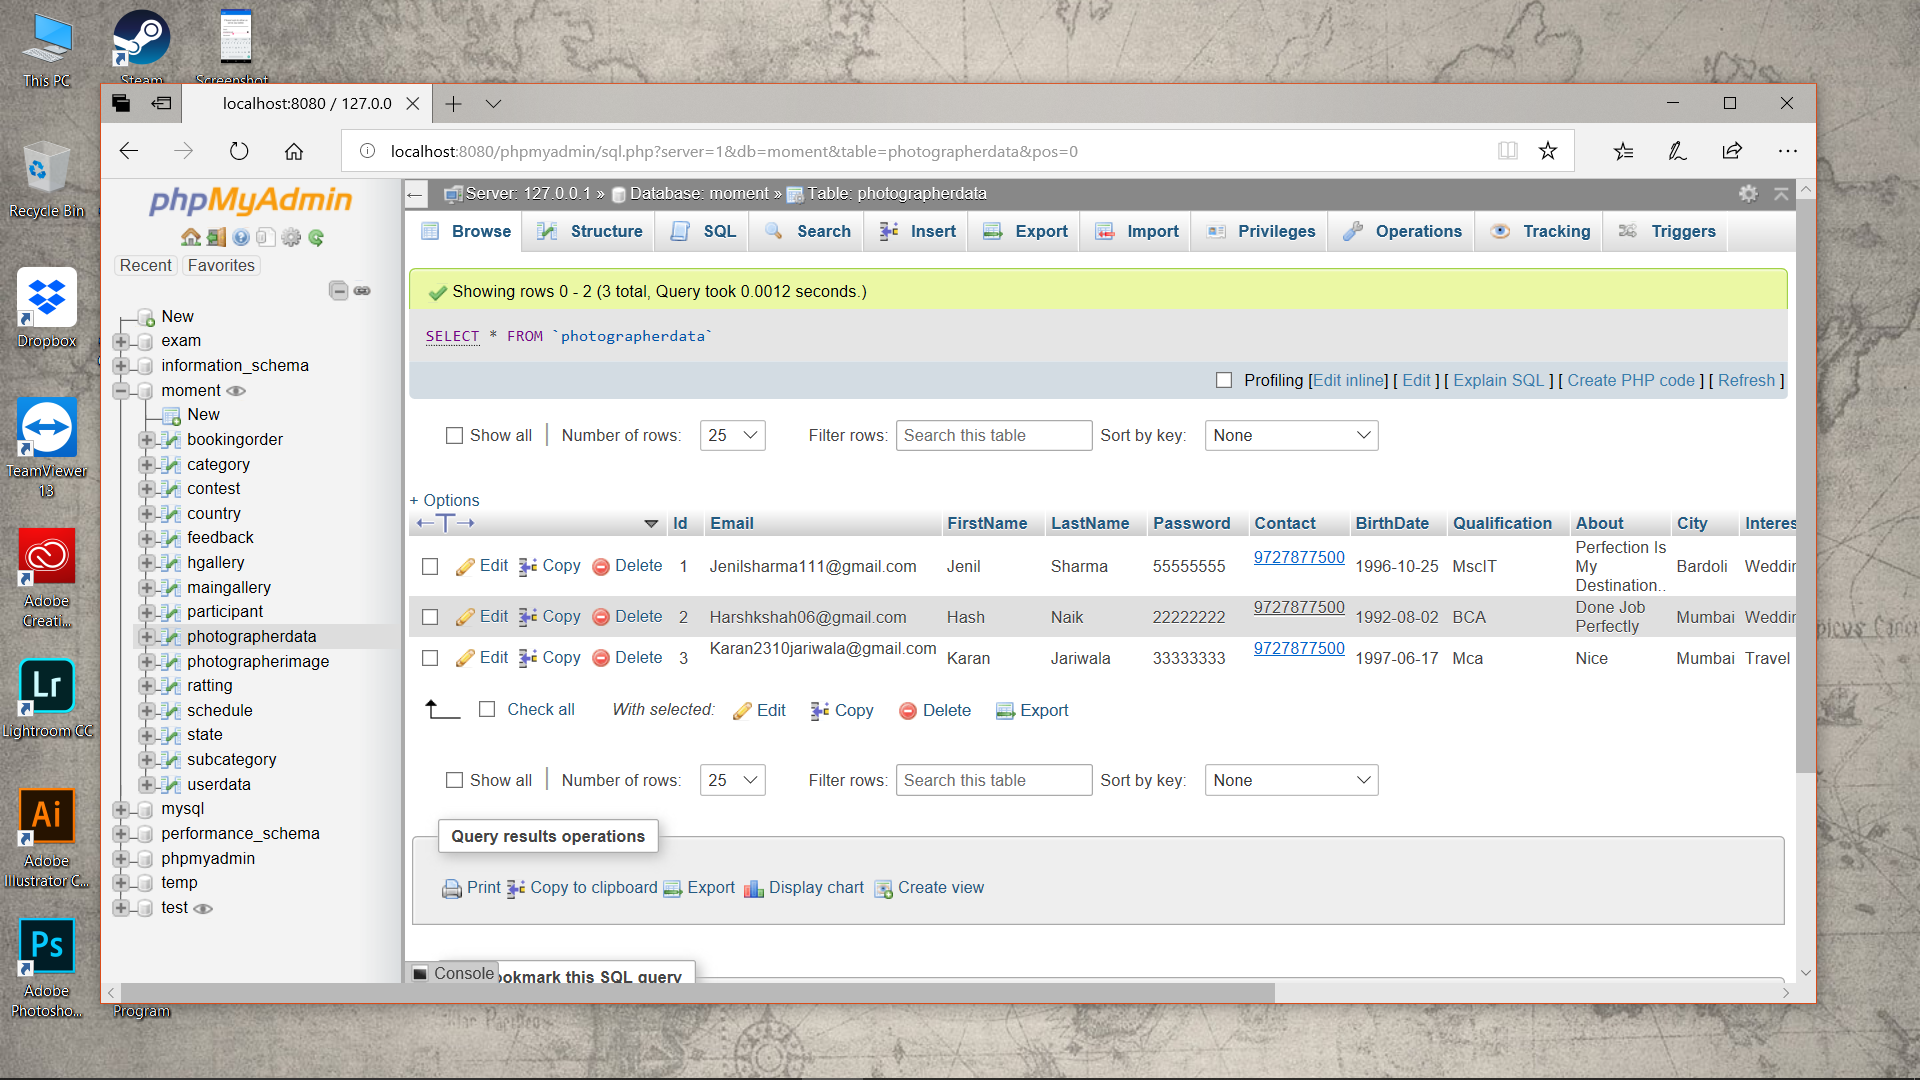 This PC
Steam
Screenshot
Recycle Bin
Dropbox
TeamViewer
13
Adobe
Creati...
Lr
Lightroom CC
Ai
Adobe
Illustrator C...
Ps
Adobe
Photosho...
Program
localhost:8080 / 127.0.0
localhost:8080/phpmyadmin/sql.php?server=1&db=moment&table=photographerdata&pos=0
phpMyAdmin
Recent Favorites
New
exam
information_schema
moment
New
bookingorder
category
contest
country
feedback
hgallery
maingallery
participant
photographerdata
photographerimage
ratting
schedule
state
subcategory
userdata
mysql
performance_schema
phpmyadmin
temp
test
Server: 127.0.0.1 » Database: moment » Table: photographerdata
Browse Structure SQL Search Insert Export Import Privileges Operations Tracking Triggers
Showing rows 0 - 2 (3 total, Query took 0.0012 seconds.)
SELECT * FROM `photographerdata`
Profiling [Edit inline] [ Edit ] [ Explain SQL ] [ Create PHP code ] [ Refresh ]
Show all Number of rows: 25 Filter rows: Search this table Sort by key: None
+ Options
Id Email FirstName LastName Password Contact BirthDate Qualification About City Interes
Edit Copy Delete 1 Jenilsharma111@gmail.com Jenil Sharma 55555555 9727877500 1996-10-25 MscIT Perfection Is My Destination.. Bardoli Weddin
Edit Copy Delete 2 Harshkshah06@gmail.com Hash Naik 22222222 9727877500 1992-08-02 BCA Done Job Perfectly Mumbai Weddin
Edit Copy Delete 3 Karan2310jariwala@gmail.com Karan Jariwala 33333333 9727877500 1997-06-17 Mca Nice Mumbai Travel
Check all With selected: Edit Copy Delete Export
Show all Number of rows: 25 Filter rows: Search this table Sort by key: None
Query results operations
Print Copy to clipboard Export Display chart Create view
Console
ookmark this SQL query